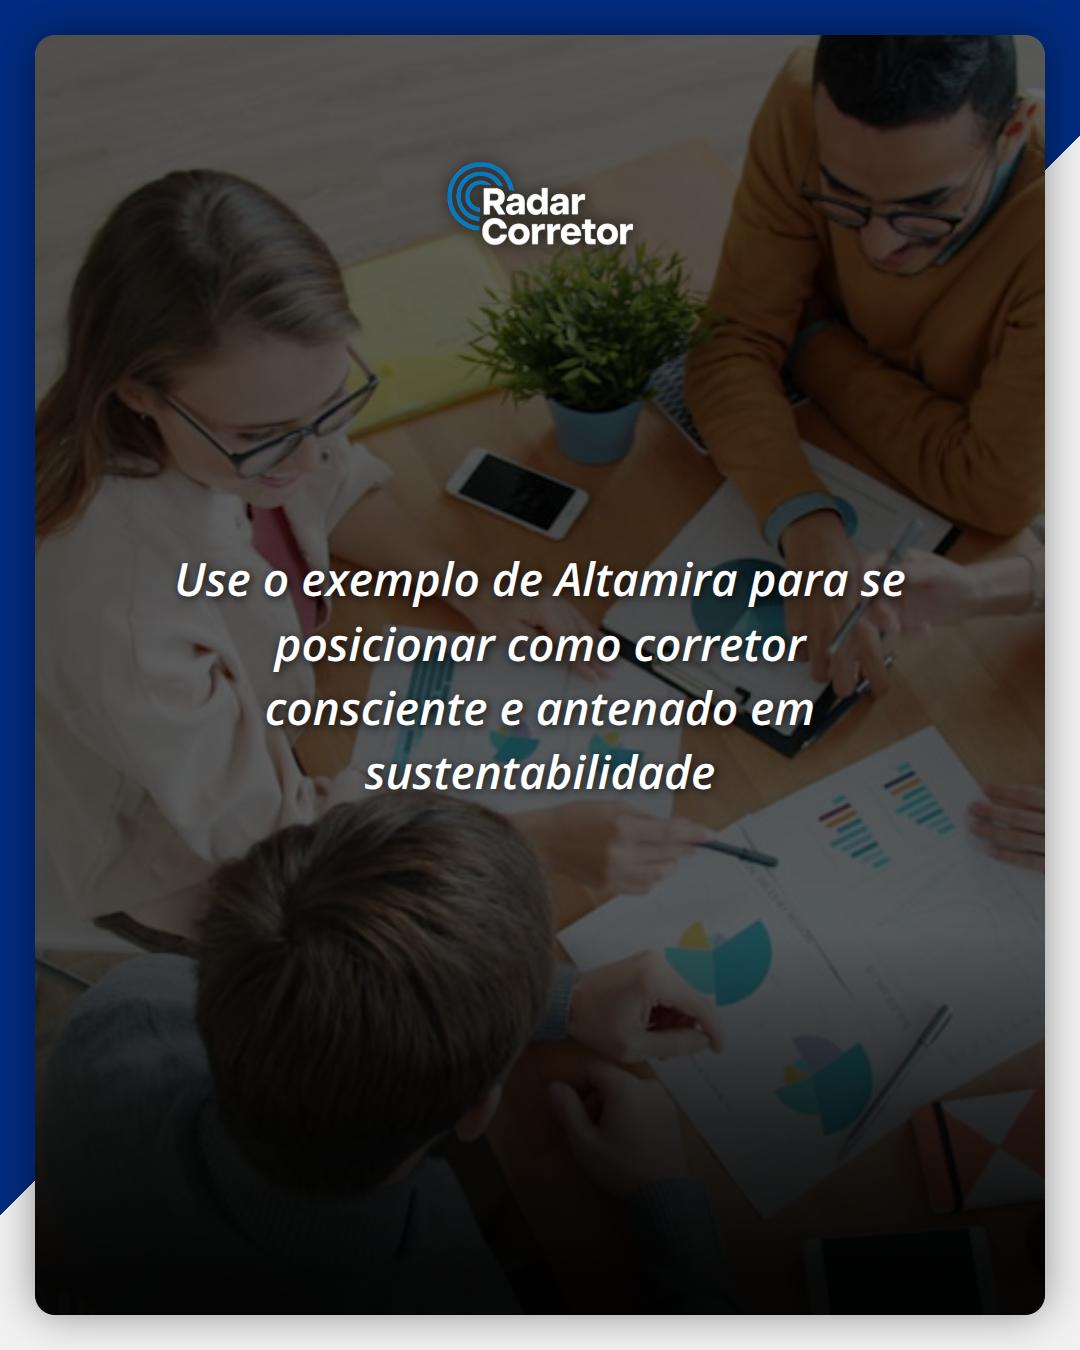 Radar
Corretor
Use o exemplo de Altamira para se
posicionar como corretor
consciente e antenado em
sustentabilidade